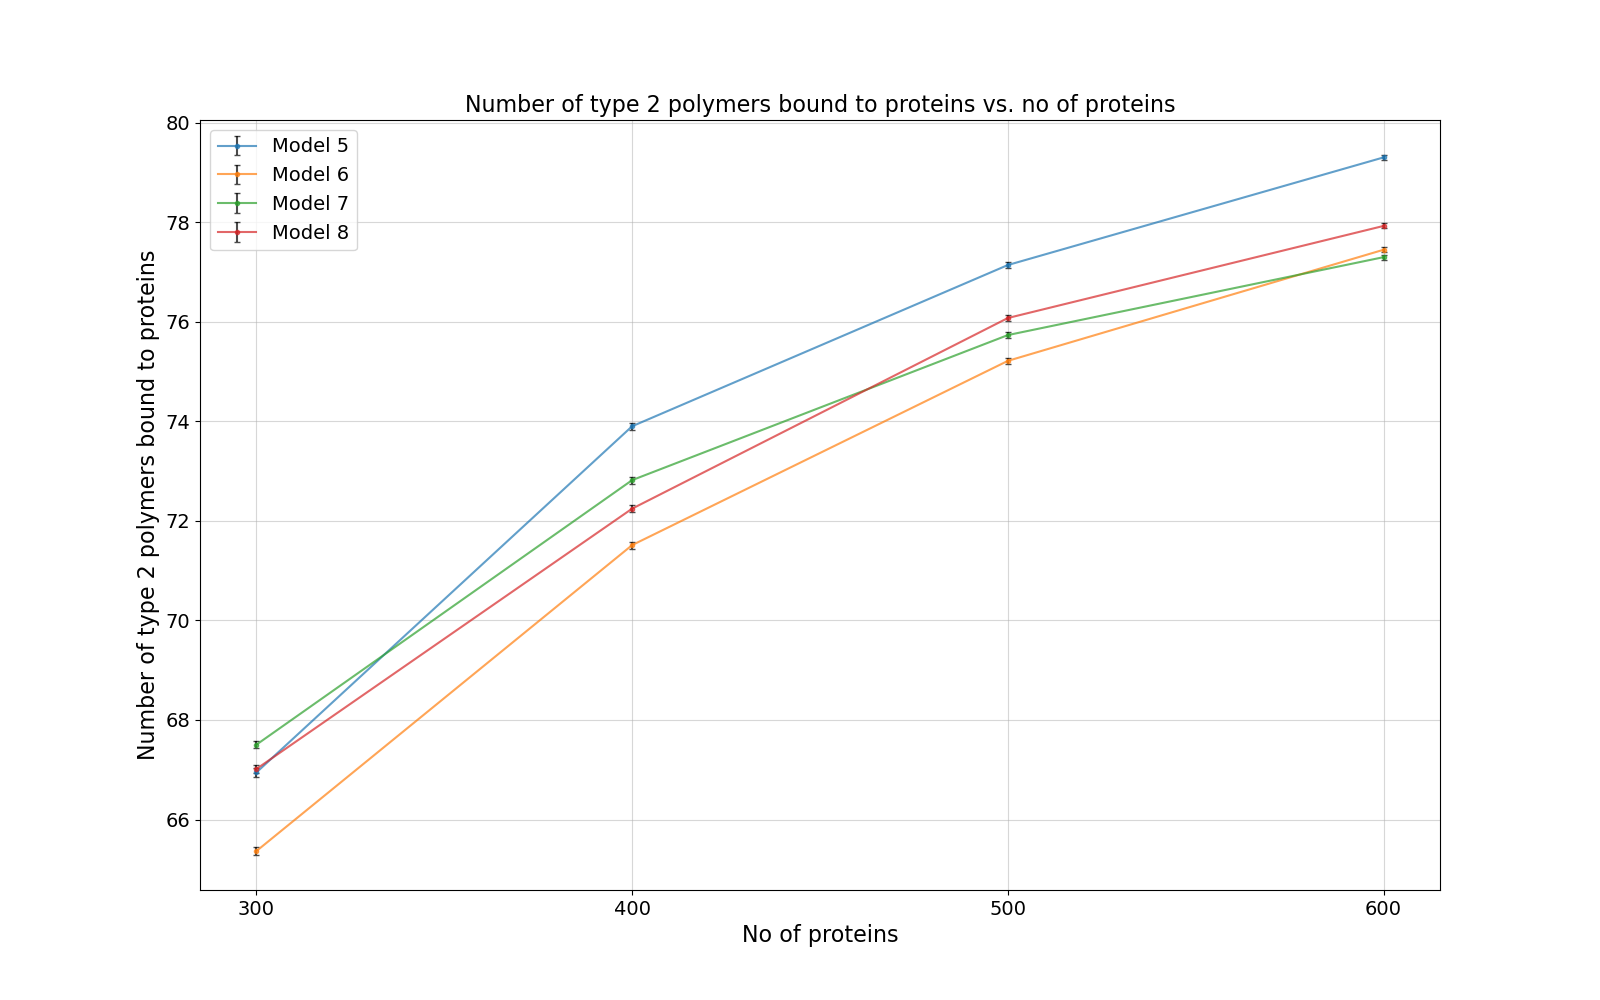 Number of type 2 polymers bound to proteins vs. no of proteins
Number of type 2 polymers bound to proteins
80
78
76
74
72
70
68
66
Model 5
Model 6
Model 7
Model 8
300 400 500 600
No of proteins